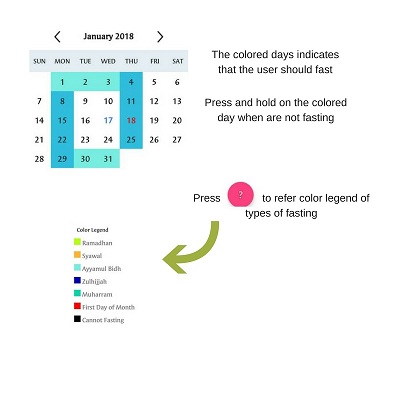 January 2018
SUN MON TUE WED THU FRI SAT
1 2 3 4 5 6
7 8 9 10 11 12 13
14 15 16 17 18 19 20
21 22 23 24 25 26 27
28 29 30 31
The colored days indicates
that the user should fast
Press and hold on the colored
day when are not fasting
Press ? to refer color legend of
types of fasting
Color Legend
Ramadhan
Syawal
Ayyamul Bidh
Zulhijjah
Muharram
First Day of Month
Cannot Fasting